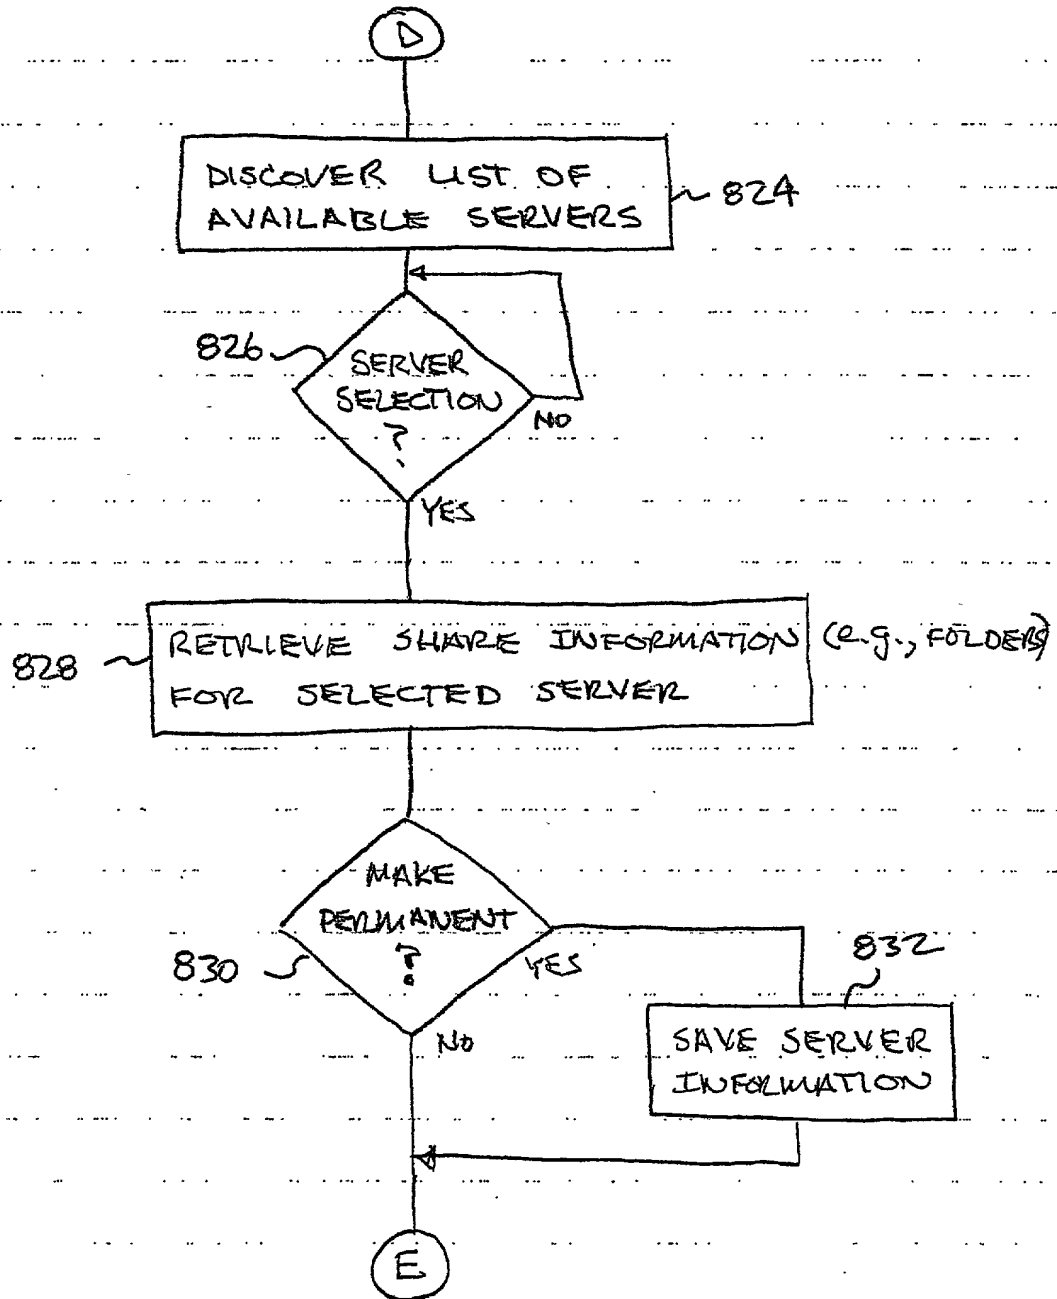 D
DISCOVER LIST OF
AVAILABLE SERVERS
824
826
SERVER
SELECTION
?
NO
YES
RETRIEVE SHARE INFORMATION (e.g., FOLDERS)
FOR SELECTED SERVER
828
MAKE
PERMANENT
?
830
YES
832
NO
SAVE SERVER
INFORMATION
E